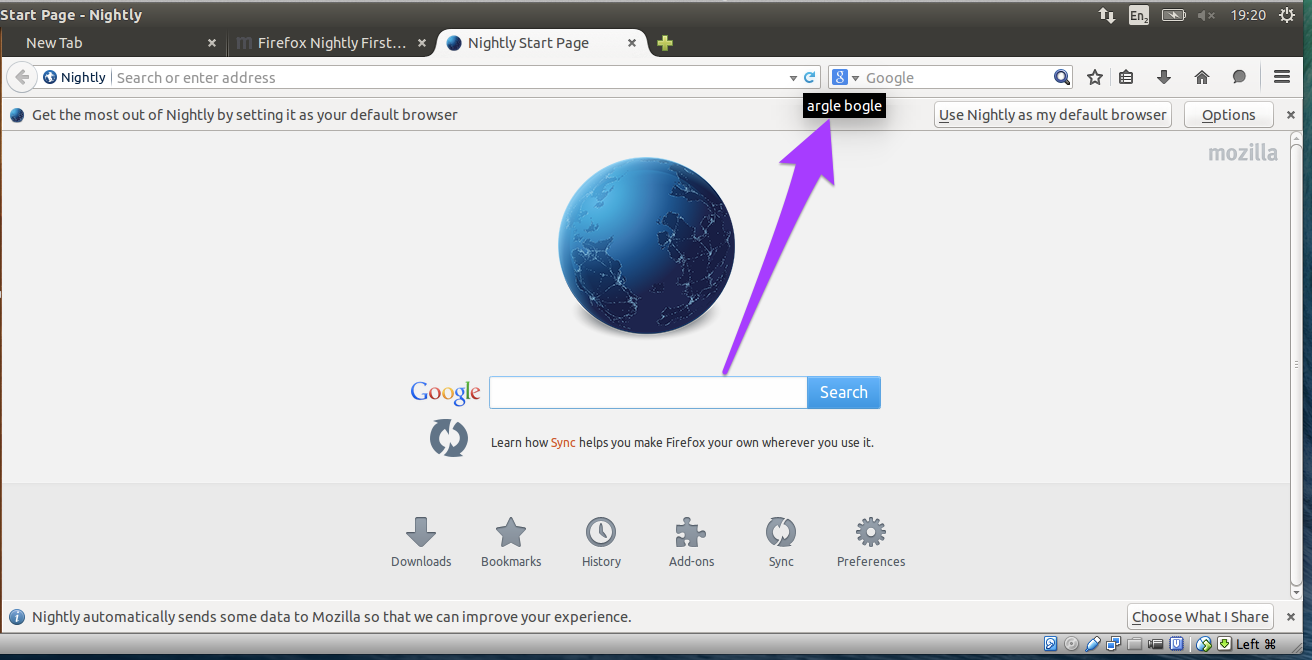 Start Page - Nightly
En2
19:20
New Tab
Firefox Nightly First...
Nightly Start Page
Nightly
Search or enter address
8
Google
argle bogle
Get the most out of Nightly by setting it as your default browser
Use Nightly as my default browser
Options
mozilla
Google
Search
Learn how Sync helps you make Firefox your own wherever you use it.
Downloads
Bookmarks
History
Add-ons
Sync
Preferences
Nightly automatically sends some data to Mozilla so that we can improve your experience.
Choose What I Share
Left ⌘